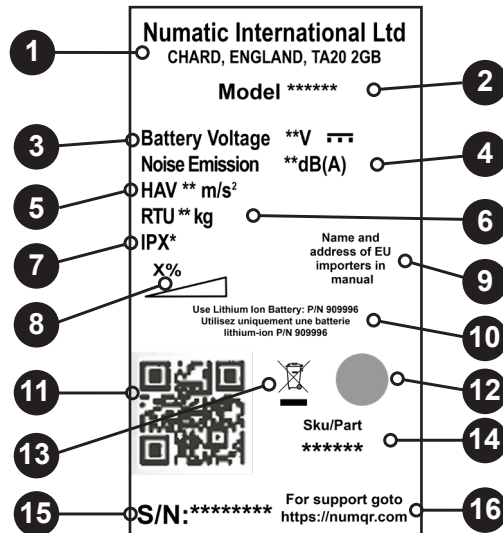 Numatic International Ltd
CHARD, ENGLAND, TA20 2GB
1
Model ******
2
3
Battery Voltage **V
Noise Emission **dB(A)
4
5
HAV ** m/s²
RTU ** kg
6
7
IPX*
Name and
address of EU
importers in
manual
9
X%
8
Use Lithium Ion Battery: P/N 909996
Utilisez uniquement une batterie
lithium-ion P/N 909996
10
11
12
13
Sku/Part
******
14
15
S/N:********
For support goto
https://numqr.com
16